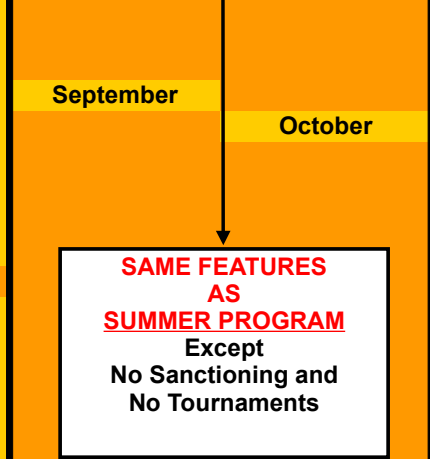 September
October
SAME FEATURES
AS
SUMMER PROGRAM
Except
No Sanctioning and
No Tournaments